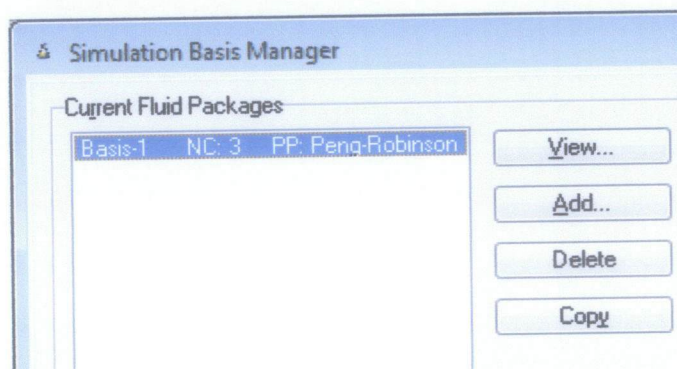 Simulation Basis Manager
Current Fluid Packages
Basis-1 NC: 3 PP: Peng-Robinson
View...
Add...
Delete
Copy